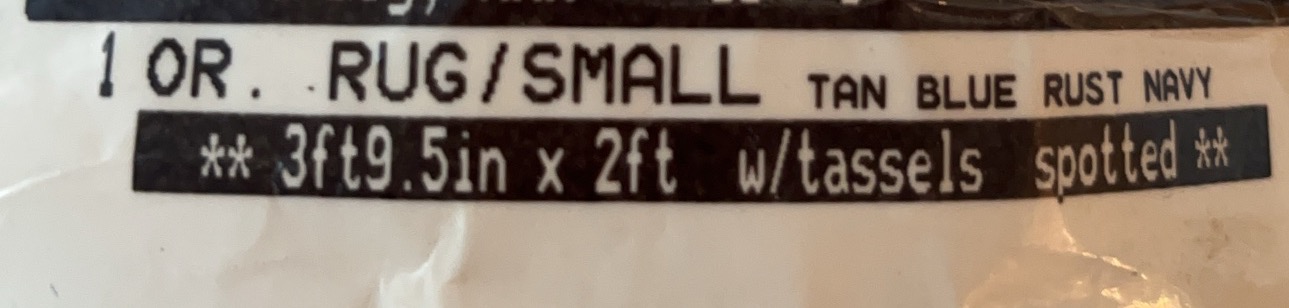 1 OR. RUG/SMALL TAN BLUE RUST NAVY
** 3ft9.5in x 2ft w/tassels spotted **